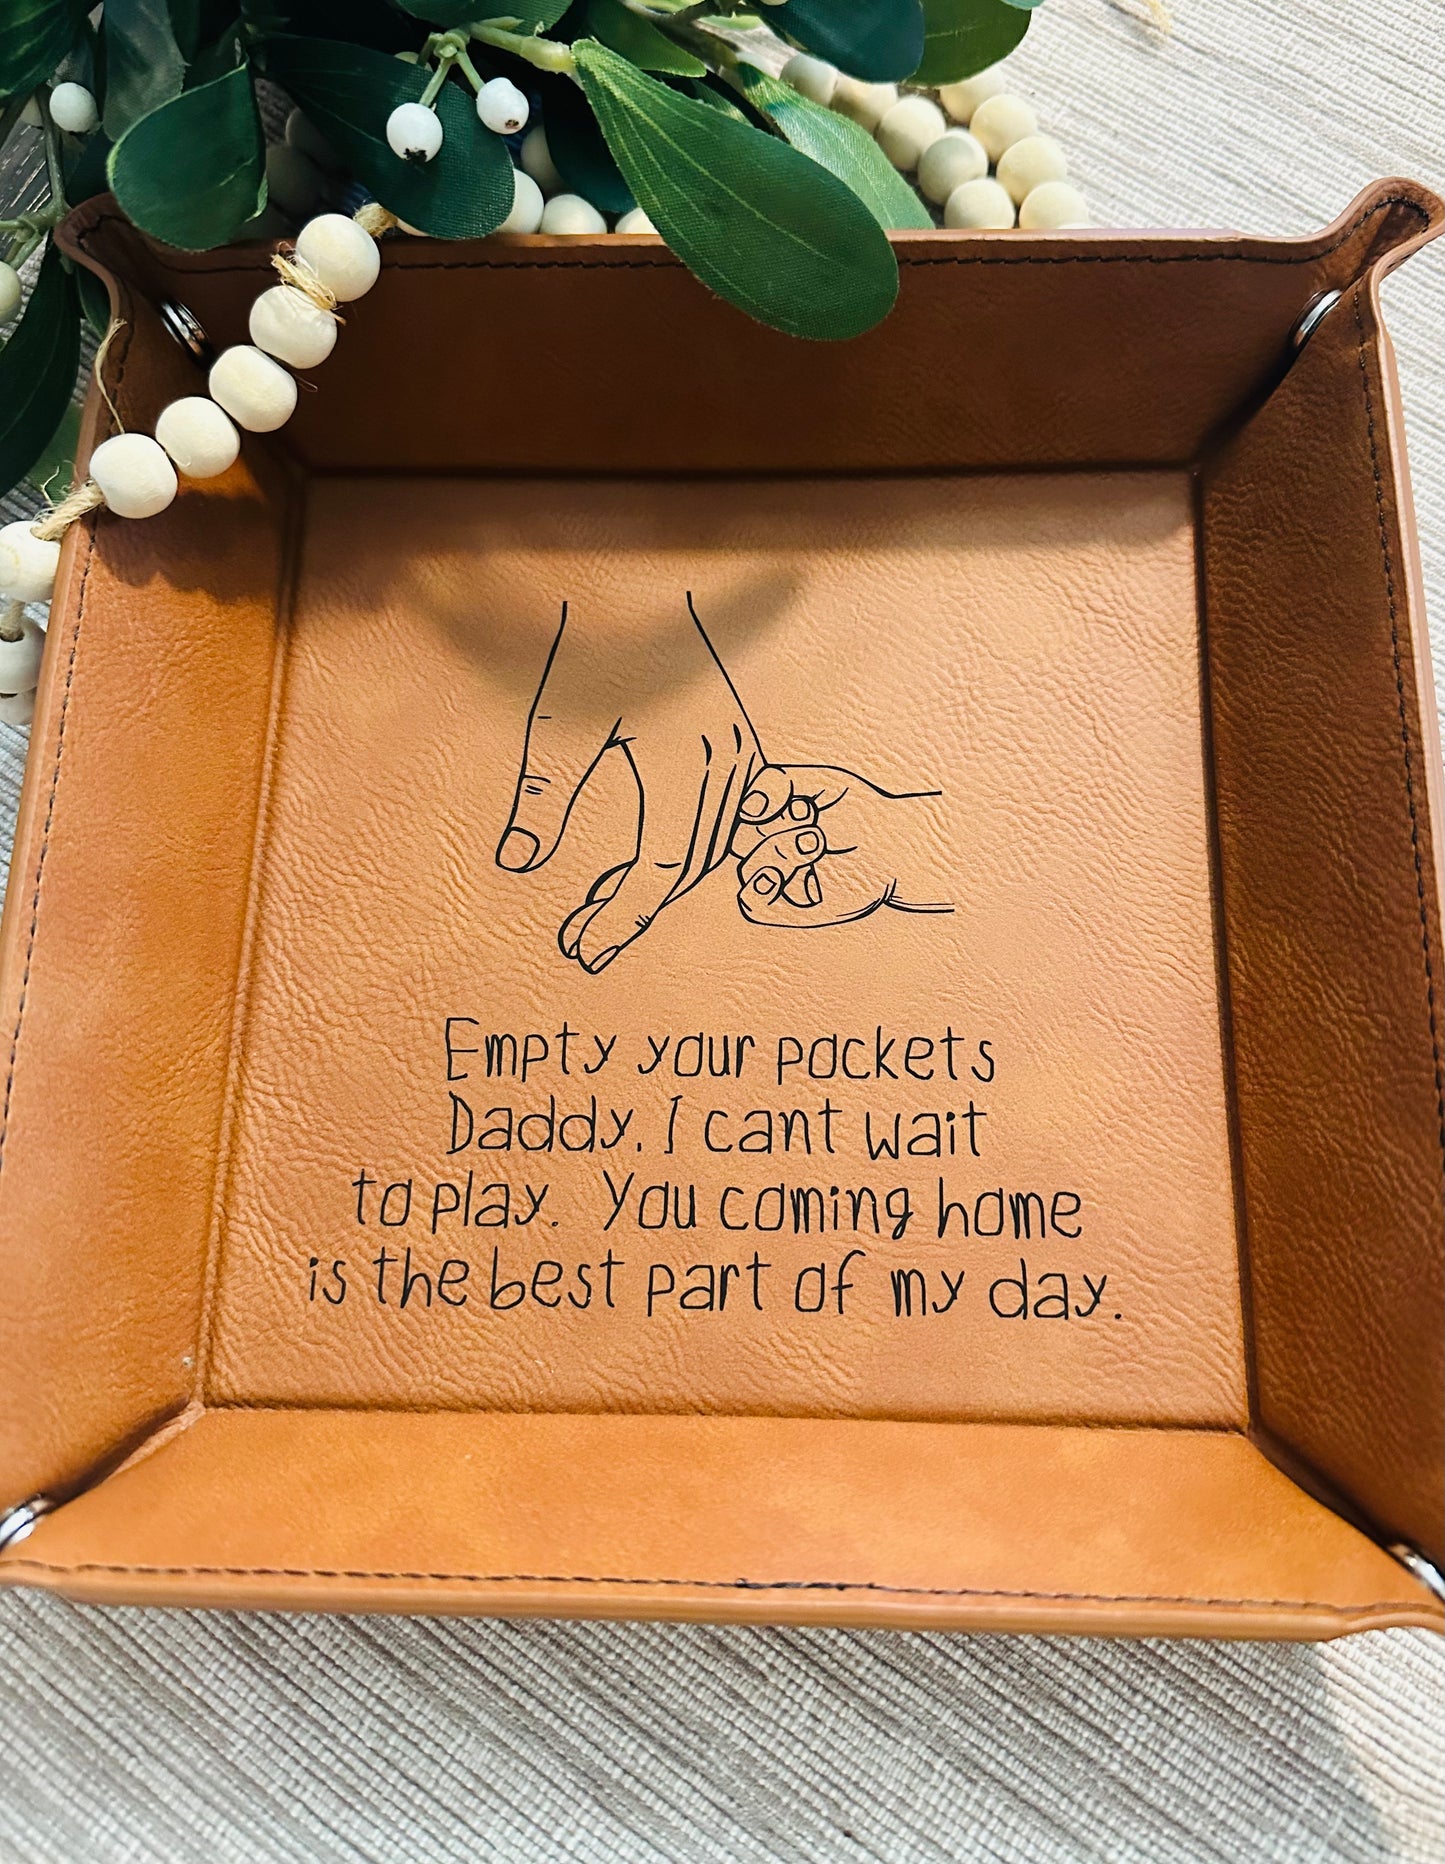 Empty your pockets
Daddy. I cant wait
to play. You coming home
is the best part of my day.